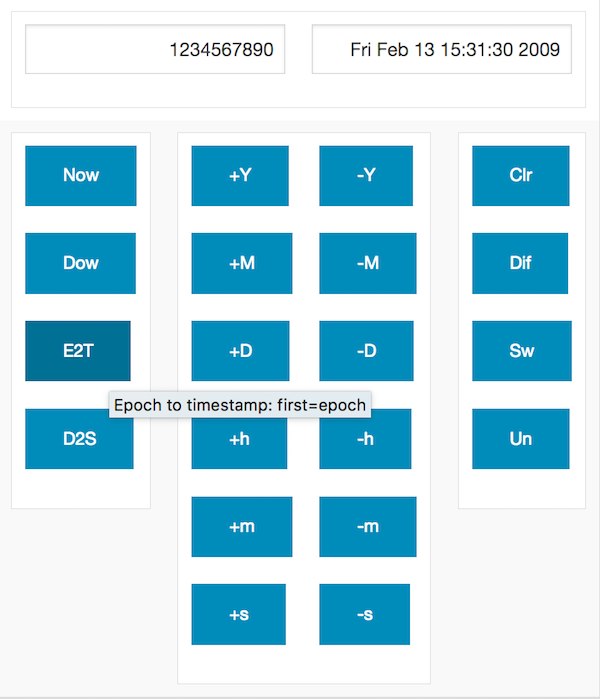 1234567890 Fri Feb 13 15:31:30 2009
Now +Y -Y Clr
Dow +M -M Dif
E2T +D -D Sw
Epoch to timestamp: first=epoch
D2S +h -h Un
+m -m
+s -s